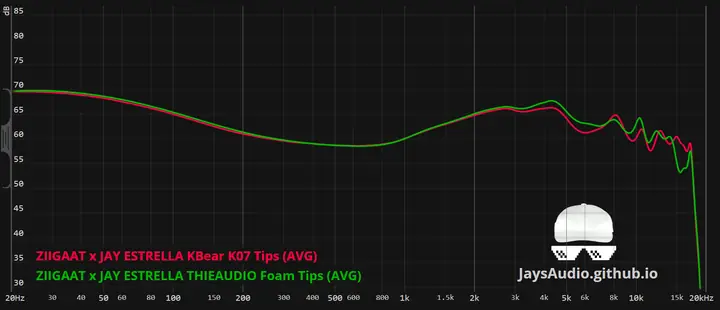 dB
85
80
75
70
65
60
55
50
45
40
35
30
ZIIGAAT x JAY ESTRELLA KBear K07 Tips (AVG)
ZIIGAAT x JAY ESTRELLA THIEAUDIO Foam Tips (AVG)
JaysAudio.github.io
20Hz 30 40 50 60 80 100 150 200 300 400 500 600 800 1k 1.5k 2k 3k 4k 5k 6k 8k 10k 15k 20kHz